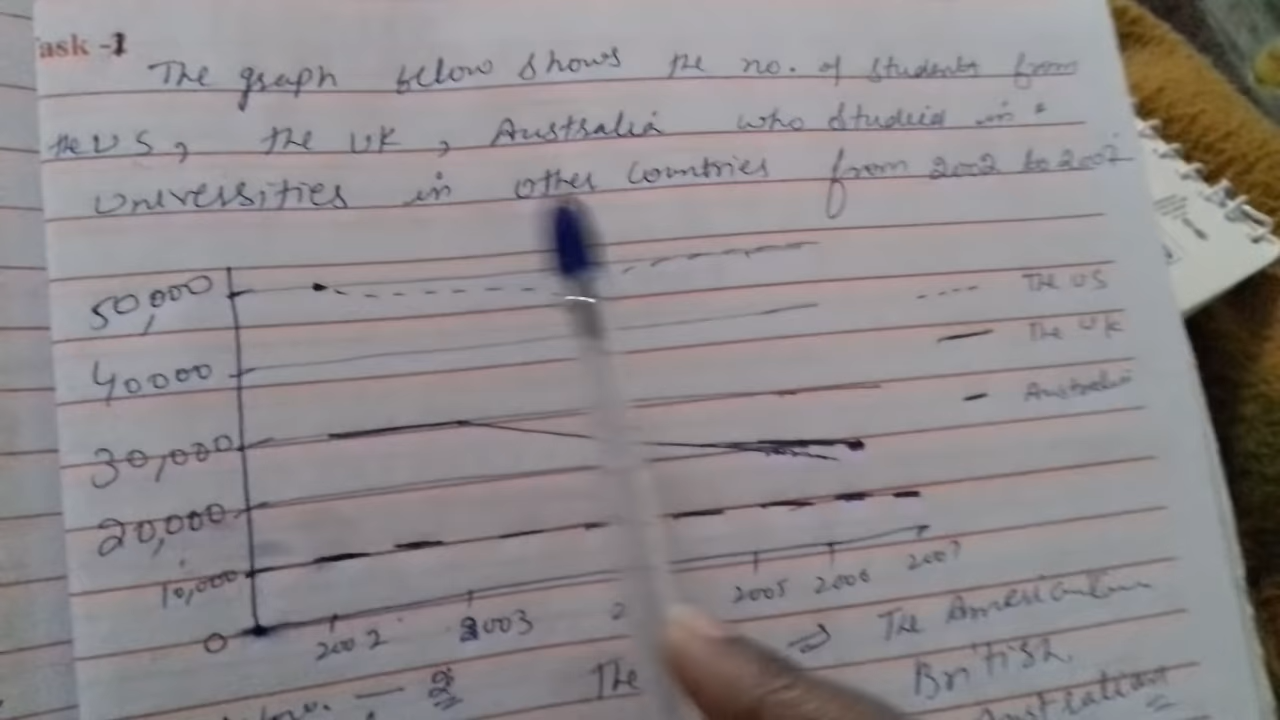 Task -1
The graph below shows the no. of students from
the US, the UK, Australia who studied in
Universities in other countries from 2002 to 2007
50,000
The US
The UK
40000
Australia
30,000
20,000
10,000
0
2002 2003 2005 2006 2007
The
British